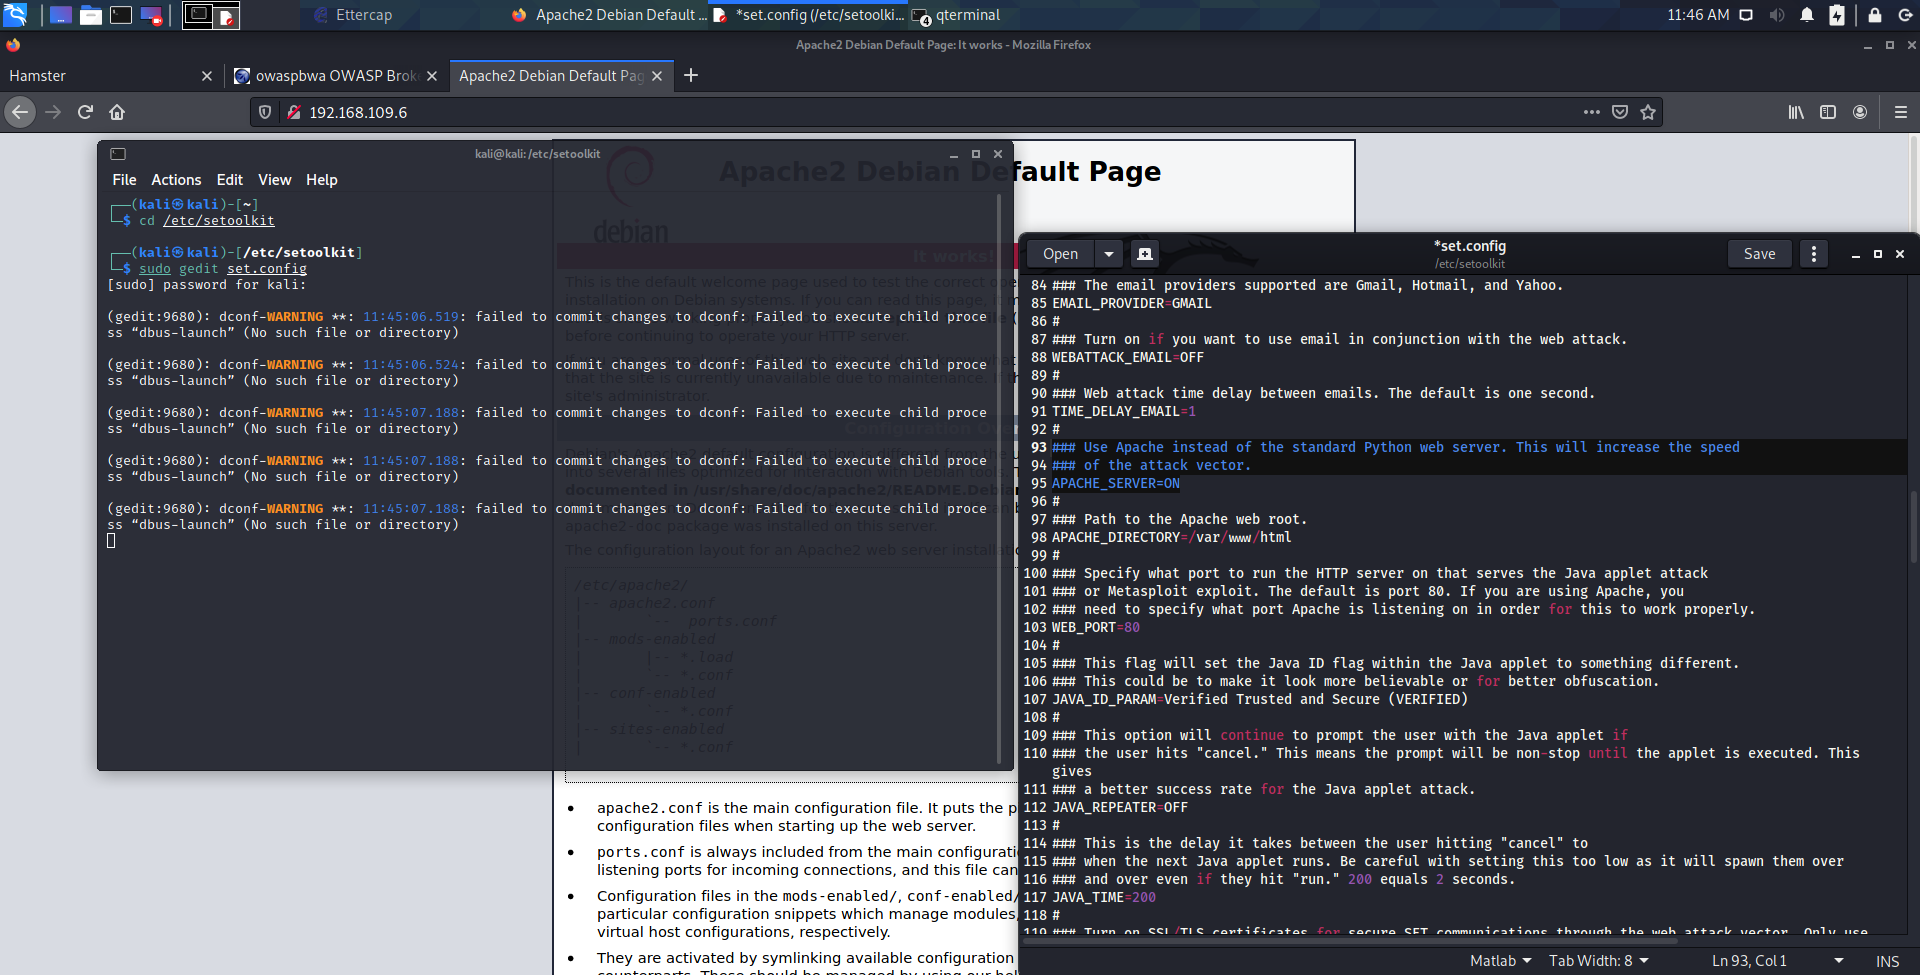 Ettercap
Apache2 Debian Default ...
*set.config (/etc/setoolki...
4 qterminal
11:46 AM
Apache2 Debian Default Page: It works - Mozilla Firefox
Hamster
owaspbwa OWASP Brok
Apache2 Debian Default Pag
192.168.109.6
kali@kali: /etc/setoolkit
File Actions Edit View Help
┌──(kali㉿kali)-[~]
└─$ cd /etc/setoolkit
┌──(kali㉿kali)-[/etc/setoolkit]
└─$ sudo gedit set.config
[sudo] password for kali:
(gedit:9680): dconf-WARNING **: 11:45:06.519: failed to commit changes to dconf: Failed to execute child proce
ss “dbus-launch” (No such file or directory)
(gedit:9680): dconf-WARNING **: 11:45:06.524: failed to commit changes to dconf: Failed to execute child proce
ss “dbus-launch” (No such file or directory)
(gedit:9680): dconf-WARNING **: 11:45:07.188: failed to commit changes to dconf: Failed to execute child proce
ss “dbus-launch” (No such file or directory)
(gedit:9680): dconf-WARNING **: 11:45:07.188: failed to commit changes to dconf: Failed to execute child proce
ss “dbus-launch” (No such file or directory)
(gedit:9680): dconf-WARNING **: 11:45:07.188: failed to commit changes to dconf: Failed to execute child proce
ss “dbus-launch” (No such file or directory)
Apache2 Debian Default Page
debian
It works!
This is the default welcome page used to test the correct ope
installation on Debian systems. If you can read this page, it m
before continuing to operate your HTTP server.
that the site is currently unavailable due to maintenance. If th
site's administrator.
Configuration Over
documented in /usr/share/doc/apache2/README.Debian
apache2-doc package was installed on this server.
The configuration layout for an Apache2 web server installatio
/etc/apache2/
|-- apache2.conf
|       `--  ports.conf
|-- mods-enabled
|       |-- *.load
|       `-- *.conf
|-- conf-enabled
|       `-- *.conf
|-- sites-enabled
|       `-- *.conf
• apache2.conf is the main configuration file. It puts the p
configuration files when starting up the web server.
• ports.conf is always included from the main configurati
listening ports for incoming connections, and this file can
• Configuration files in the mods-enabled/, conf-enabled/
particular configuration snippets which manage modules,
virtual host configurations, respectively.
• They are activated by symlinking available configuration
Open
*set.config
/etc/setoolkit
Save
84 ### The email providers supported are Gmail, Hotmail, and Yahoo.
85 EMAIL_PROVIDER=GMAIL
86 #
87 ### Turn on if you want to use email in conjunction with the web attack.
88 WEBATTACK_EMAIL=OFF
89 #
90 ### Web attack time delay between emails. The default is one second.
91 TIME_DELAY_EMAIL=1
92 #
93 ### Use Apache instead of the standard Python web server. This will increase the speed
94 ### of the attack vector.
95 APACHE_SERVER=ON
96 #
97 ### Path to the Apache web root.
98 APACHE_DIRECTORY=/var/www/html
99 #
100 ### Specify what port to run the HTTP server on that serves the Java applet attack
101 ### or Metasploit exploit. The default is port 80. If you are using Apache, you
102 ### need to specify what port Apache is listening on in order for this to work properly.
103 WEB_PORT=80
104 #
105 ### This flag will set the Java ID flag within the Java applet to something different.
106 ### This could be to make it look more believable or for better obfuscation.
107 JAVA_ID_PARAM=Verified Trusted and Secure (VERIFIED)
108 #
109 ### This option will continue to prompt the user with the Java applet if
110 ### the user hits "cancel." This means the prompt will be non-stop until the applet is executed. This
gives
111 ### a better success rate for the Java applet attack.
112 JAVA_REPEATER=OFF
113 #
114 ### This is the delay it takes between the user hitting "cancel" to
115 ### when the next Java applet runs. Be careful with setting this too low as it will spawn them over
116 ### and over even if they hit "run." 200 equals 2 seconds.
117 JAVA_TIME=200
118 #
119 ### Turn on SSL/TLS certificates for secure SET communications through the web attack vector. Only use
Matlab Tab Width: 8 Ln 93, Col 1 INS